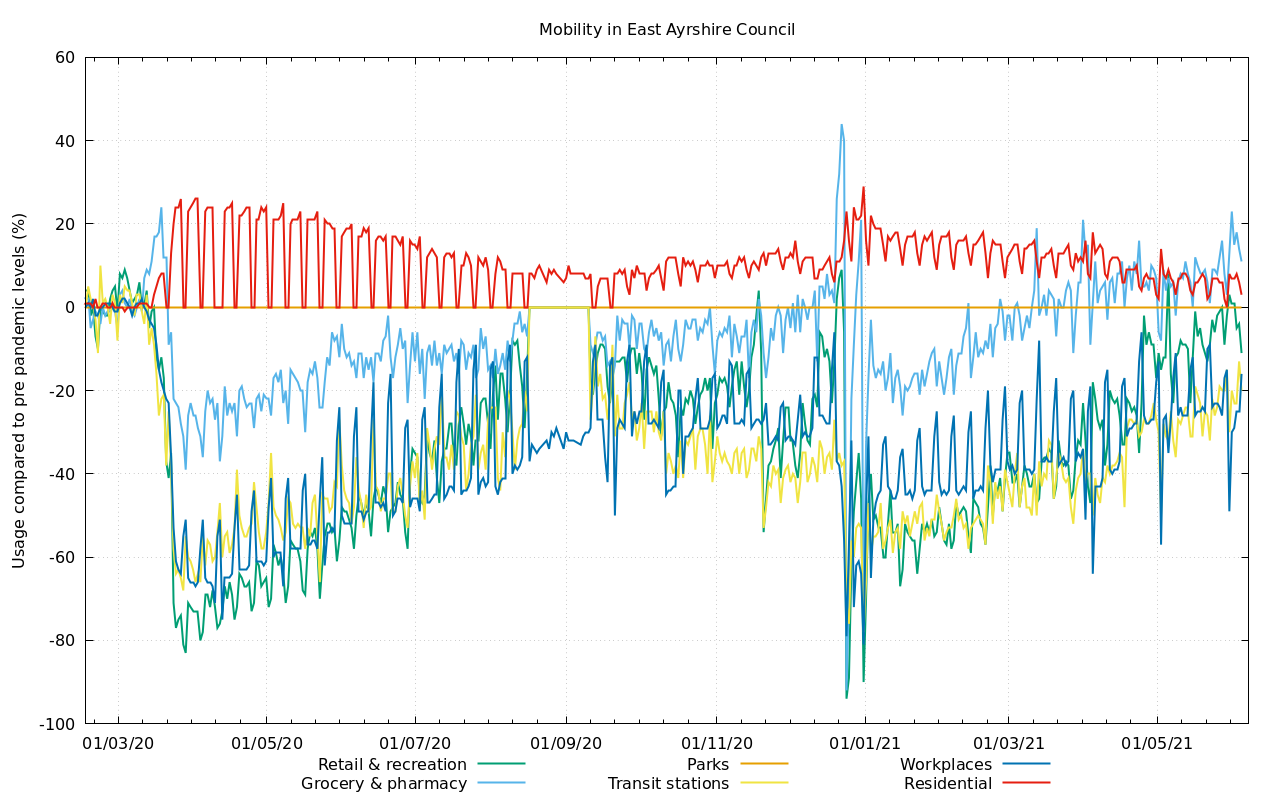 Mobility in East Ayrshire Council
Usage compared to pre pandemic levels (%)
60
40
20
0
-20
-40
-60
-80
-100
01/03/20 01/05/20 01/07/20 01/09/20 01/11/20 01/01/21 01/03/21 01/05/21
Retail & recreation Parks Workplaces
Grocery & pharmacy Transit stations Residential